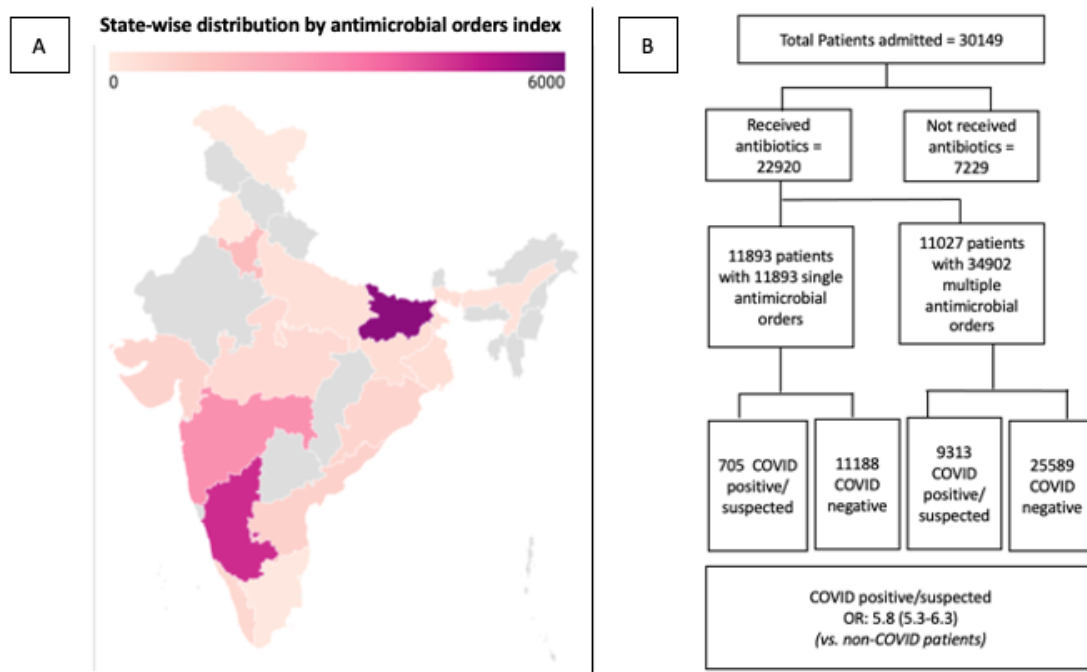 A
State-wise distribution by antimicrobial orders index
0
6000
B
Total Patients admitted = 30149
Received
antibiotics =
22920
Not received
antibiotics =
7229
11893 patients
with 11893 single
antimicrobial
orders
11027 patients
with 34902
multiple
antimicrobial
orders
705 COVID
positive/
suspected
11188
COVID
negative
9313
COVID
positive/
suspected
25589
COVID
negative
COVID positive/suspected
OR: 5.8 (5.3-6.3)
(vs. non-COVID patients)